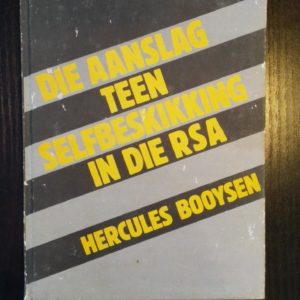 DIE AANSLAG
TEEN
SELFBESKIKKING
IN DIE RSA
HERCULES BOOYSEN